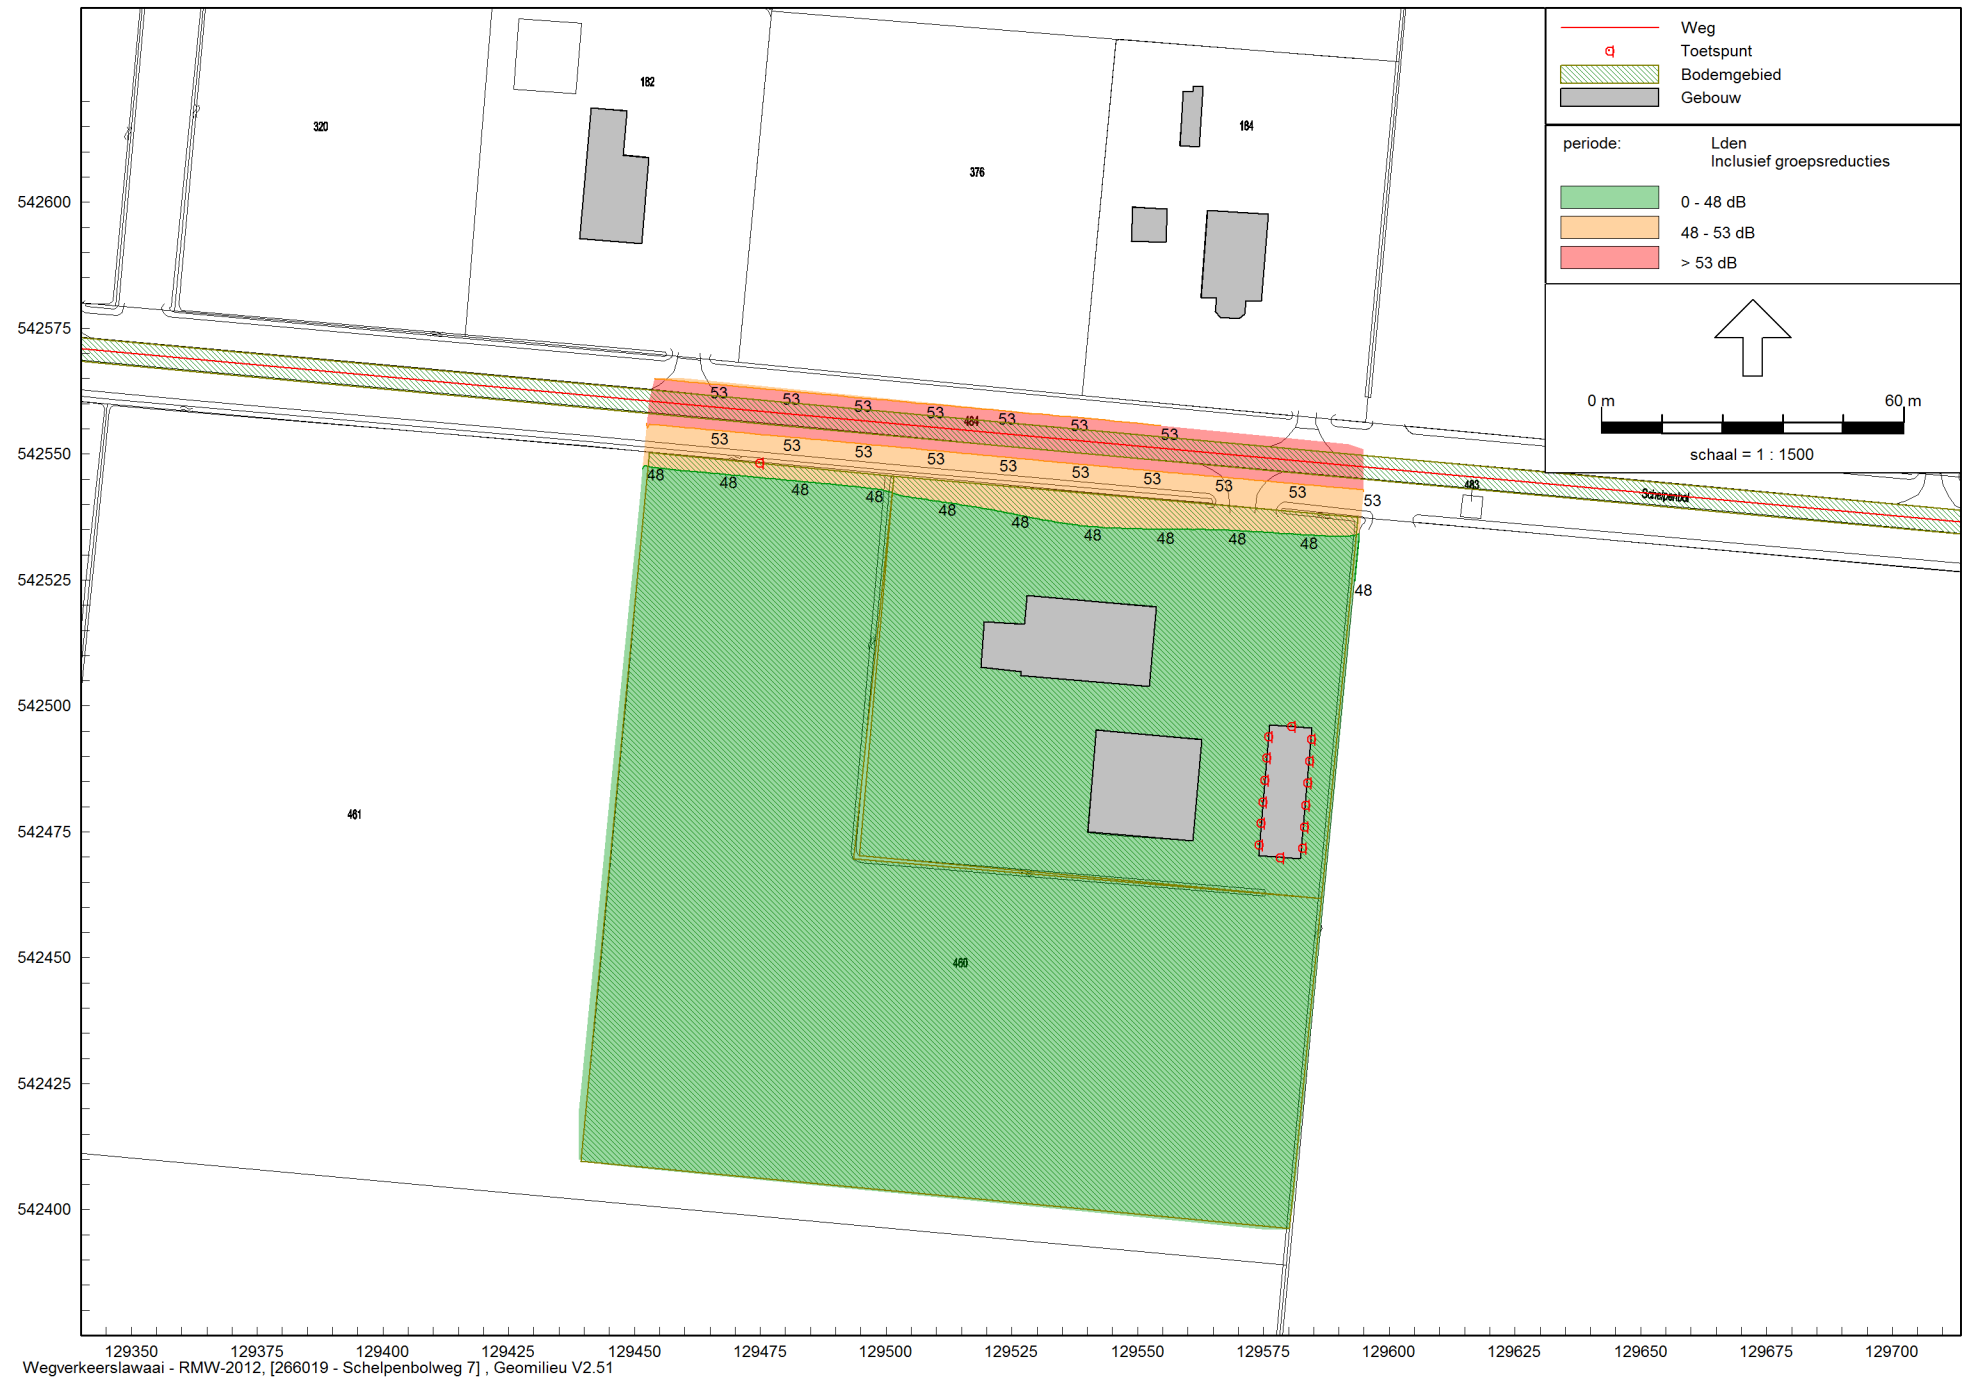 Weg
Toetspunt
Bodemgebied
Gebouw
periode: Lden
Inclusief groepsreducties
0 - 48 dB
48 - 53 dB
> 53 dB
0 m 60 m
schaal = 1 : 1500
182
320
184
376
542600
542575
542550
542525
542500
542475
542450
542425
542400
53 53 53 53 53 53 53
484
53 53 53 53 53 53 53 53 53 53
48 48 48 48 48 48 48 48 48 48 48
483
Schelpenbol
461
460
129350 129375 129400 129425 129450 129475 129500 129525 129550 129575 129600 129625 129650 129675 129700
Wegverkeerslawaai - RMW-2012, [266019 - Schelpenbolweg 7] , Geomilieu V2.51